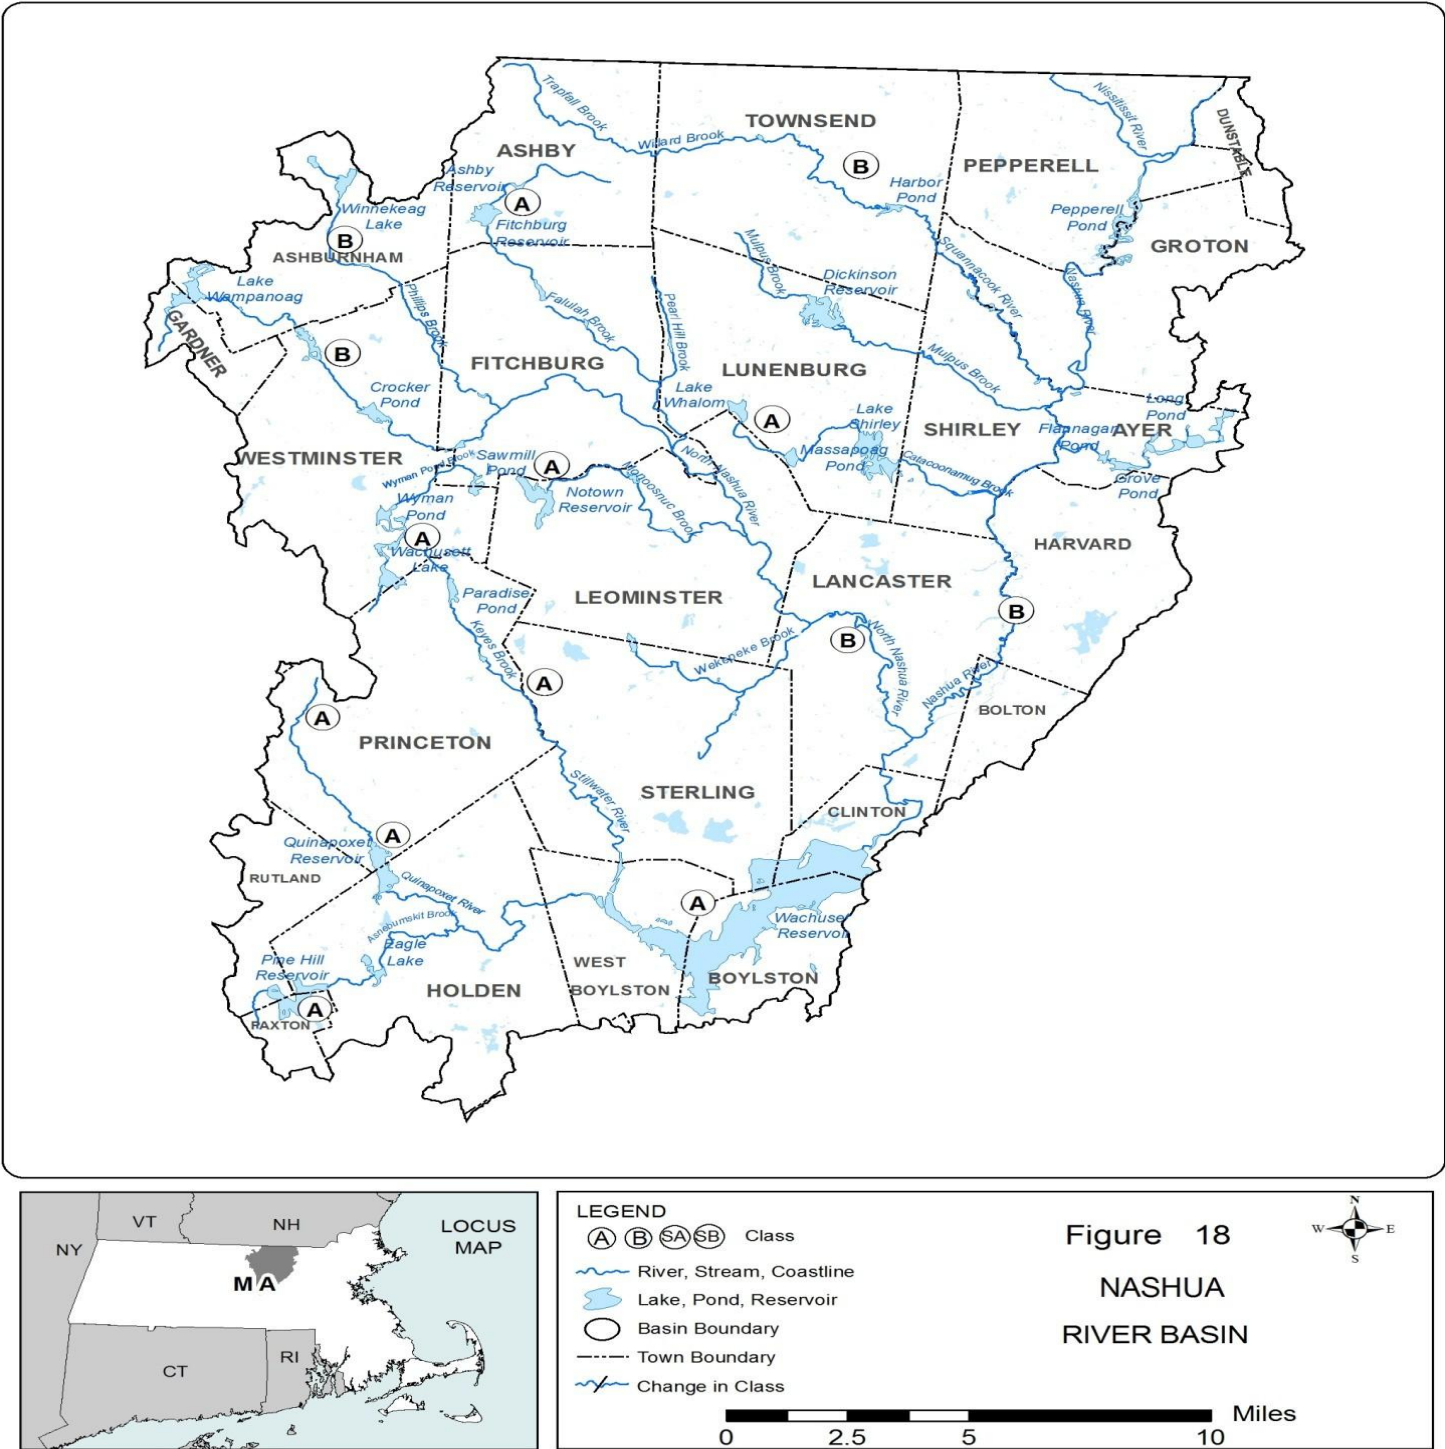 Trapfall Brook
Nissitissit River
DUNSTABLE
TOWNSEND
Willard Brook
ASHBY
B
PEPPERELL
Ashby
Reservoir
Harbor
Pond
A
Winnekeag
Lake
Fitchburg
Reservoir
Pepperell
Pond
B
ASHBURNHAM
GROTON
Mulpus Brook
Squannacook River
Lake
Wampanoag
Dickinson
Reservoir
Nashua River
Phillips Brook
Falulah Brook
Pearl Hill Brook
GARDNER
B
FITCHBURG
LUNENBURG
Mulpus Brook
Crocker
Pond
Lake
Whalom
Long
Pond
A
Lake
Shirley
SHIRLEY
Flannagan
Pond
AYER
WESTMINSTER
Wyman Pond Brook
Sawmill
Pond
A
North Nashua River
Massapoag
Pond
Catacoonamug Brook
Grove
Pond
Wyman
Pond
Notown
Reservoir
Monoosnuc Brook
A
Wachusett
Lake
HARVARD
LANCASTER
Paradise
Pond
LEOMINSTER
B
Keyes Brook
Wekepeke Brook
B
North Nashua River
A
Nashua River
A
BOLTON
PRINCETON
Stillwater River
STERLING
CLINTON
Quinapoxet
Reservoir
A
RUTLAND
Quinapoxet River
A
Asnebumskit Brook
Wachuse
Reservoir
Eagle
Lake
Pine Hill
Reservoir
WEST
BOYLSTON
BOYLSTON
HOLDEN
A
PAXTON
VT
NH
LOCUS
MAP
NY
MA
CT
RI
LEGEND
A B SA SB Class
River, Stream, Coastline
Lake, Pond, Reservoir
Basin Boundary
Town Boundary
Change in Class
Figure 18
NASHUA
RIVER BASIN
N
W E
S
Miles
0 2.5 5 10